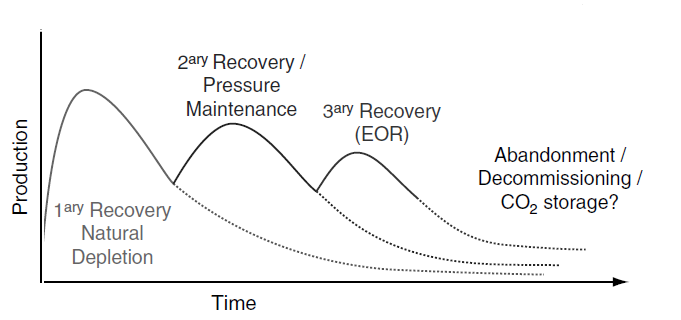 2ary Recovery /
Pressure
Maintenance
3ary Recovery
(EOR)
Abandonment /
Decommissioning /
CO2 storage?
1ary Recovery
Natural
Depletion
Production
Time